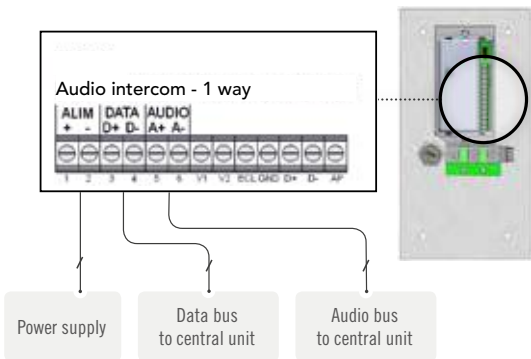 Audio intercom - 1 way
ALIM DATA AUDIO
+ - D+ D- A+ A-
1 2 3 4 5 6 V1 V2 ECL GND D+ D- AP
Power supply
Data bus
to central unit
Audio bus
to central unit